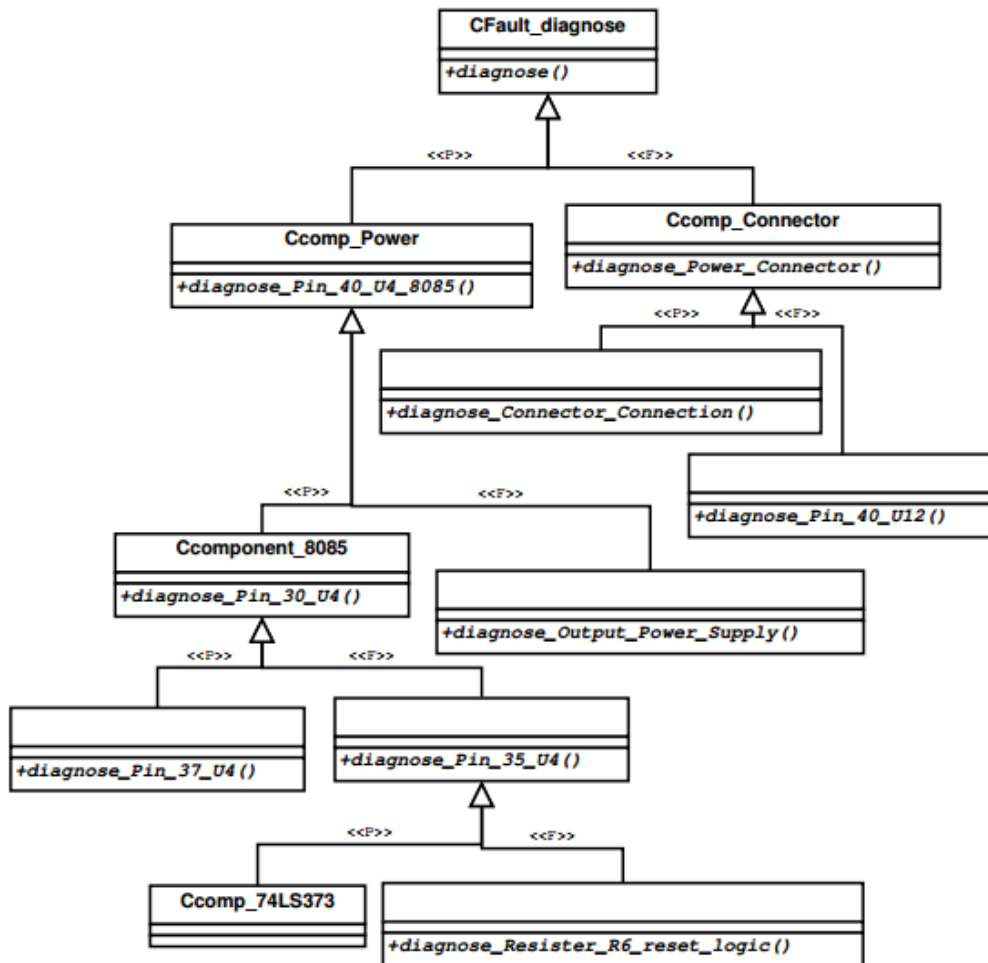 CFault_diagnose
+diagnose()
<<P>>
<<F>>
Ccomp_Power
+diagnose_Pin_40_U4_8085()
Ccomp_Connector
+diagnose_Power_Connector()
<<P>>
<<F>>
+diagnose_Connector_Connection()
+diagnose_Pin_40_U12()
<<P>>
<<F>>
Ccomponent_8085
+diagnose_Pin_30_U4()
+diagnose_Output_Power_Supply()
<<P>>
<<F>>
+diagnose_Pin_37_U4()
+diagnose_Pin_35_U4()
<<P>>
<<F>>
Ccomp_74LS373
+diagnose_Resister_R6_reset_logic()